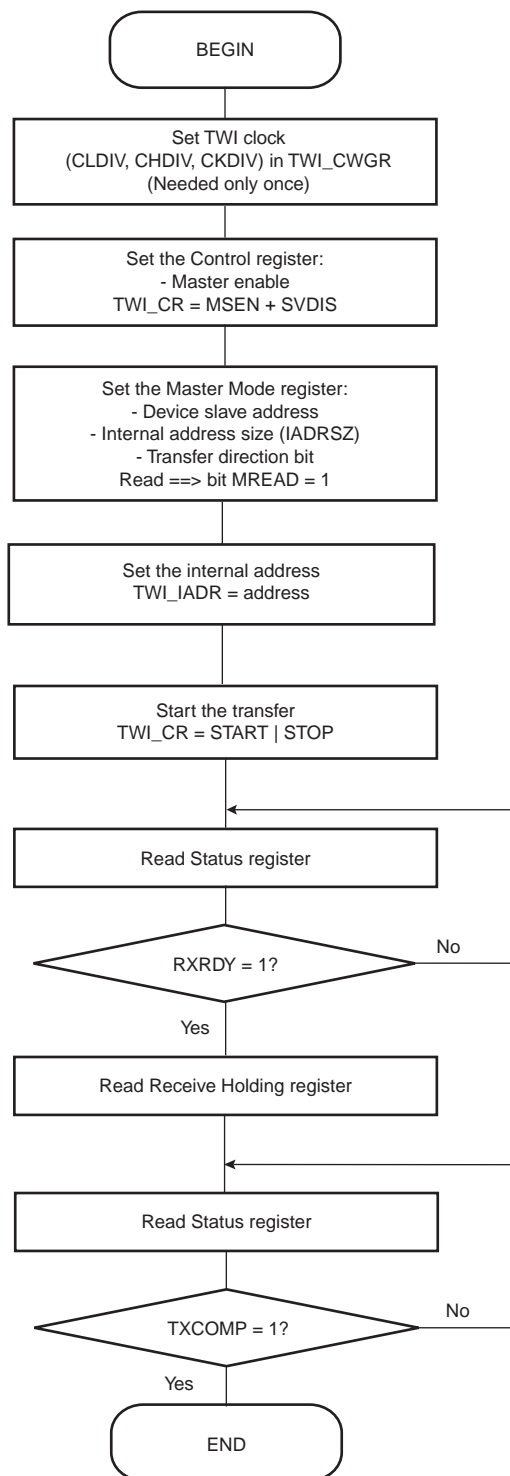 BEGIN
Set TWI clock
(CLDIV, CHDIV, CKDIV) in TWI_CWGR
(Needed only once)
Set the Control register:
- Master enable
TWI_CR = MSEN + SVDIS
Set the Master Mode register:
- Device slave address
- Internal address size (IADRSZ)
- Transfer direction bit
Read ==> bit MREAD = 1
Set the internal address
TWI_IADR = address
Start the transfer
TWI_CR = START | STOP
Read Status register
RXRDY = 1?
No
Yes
Read Receive Holding register
Read Status register
TXCOMP = 1?
No
Yes
END